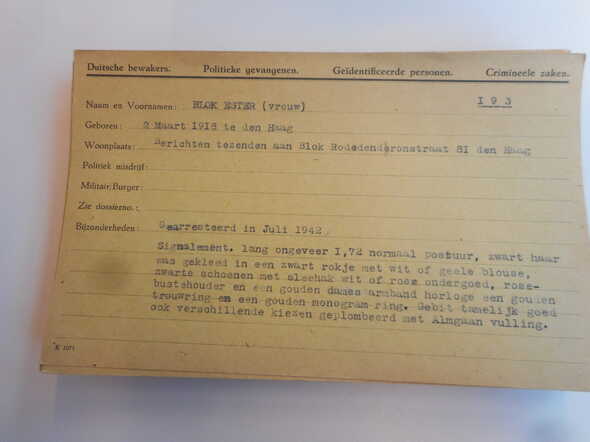 Duitsche bewakers. Politieke gevangenen. Geïdentificeerde personen. Crimineele zaken.
Naam en Voornamen: BLOK ESTER (vrouw) I 9 3
Geboren: 2 Maart 1918 te den Haag
Woonplaats: Berichten tezenden aan Blok Rodedenderonstraat 81 den Haag
Politiek misdrijf:
Militair/Burger:
Zie dossierno.:
Bijzonderheden: Gearresteerd in Juli 1942.
Signalement. lang ongeveer I,72 normaal postuur, zwart haar
was gekleed in een zwart rokje met wit of geele blouse,
zwarte schoenen met sleehak wit of rose ondergoed, rose-
bustehouder en een gouden dames armband horloge een gouden
trouwring en een gouden monogram ring. Gebit tamelijk goed
ook verschillende kiezen geplombeerd met Almgaan vulling.
K 1071